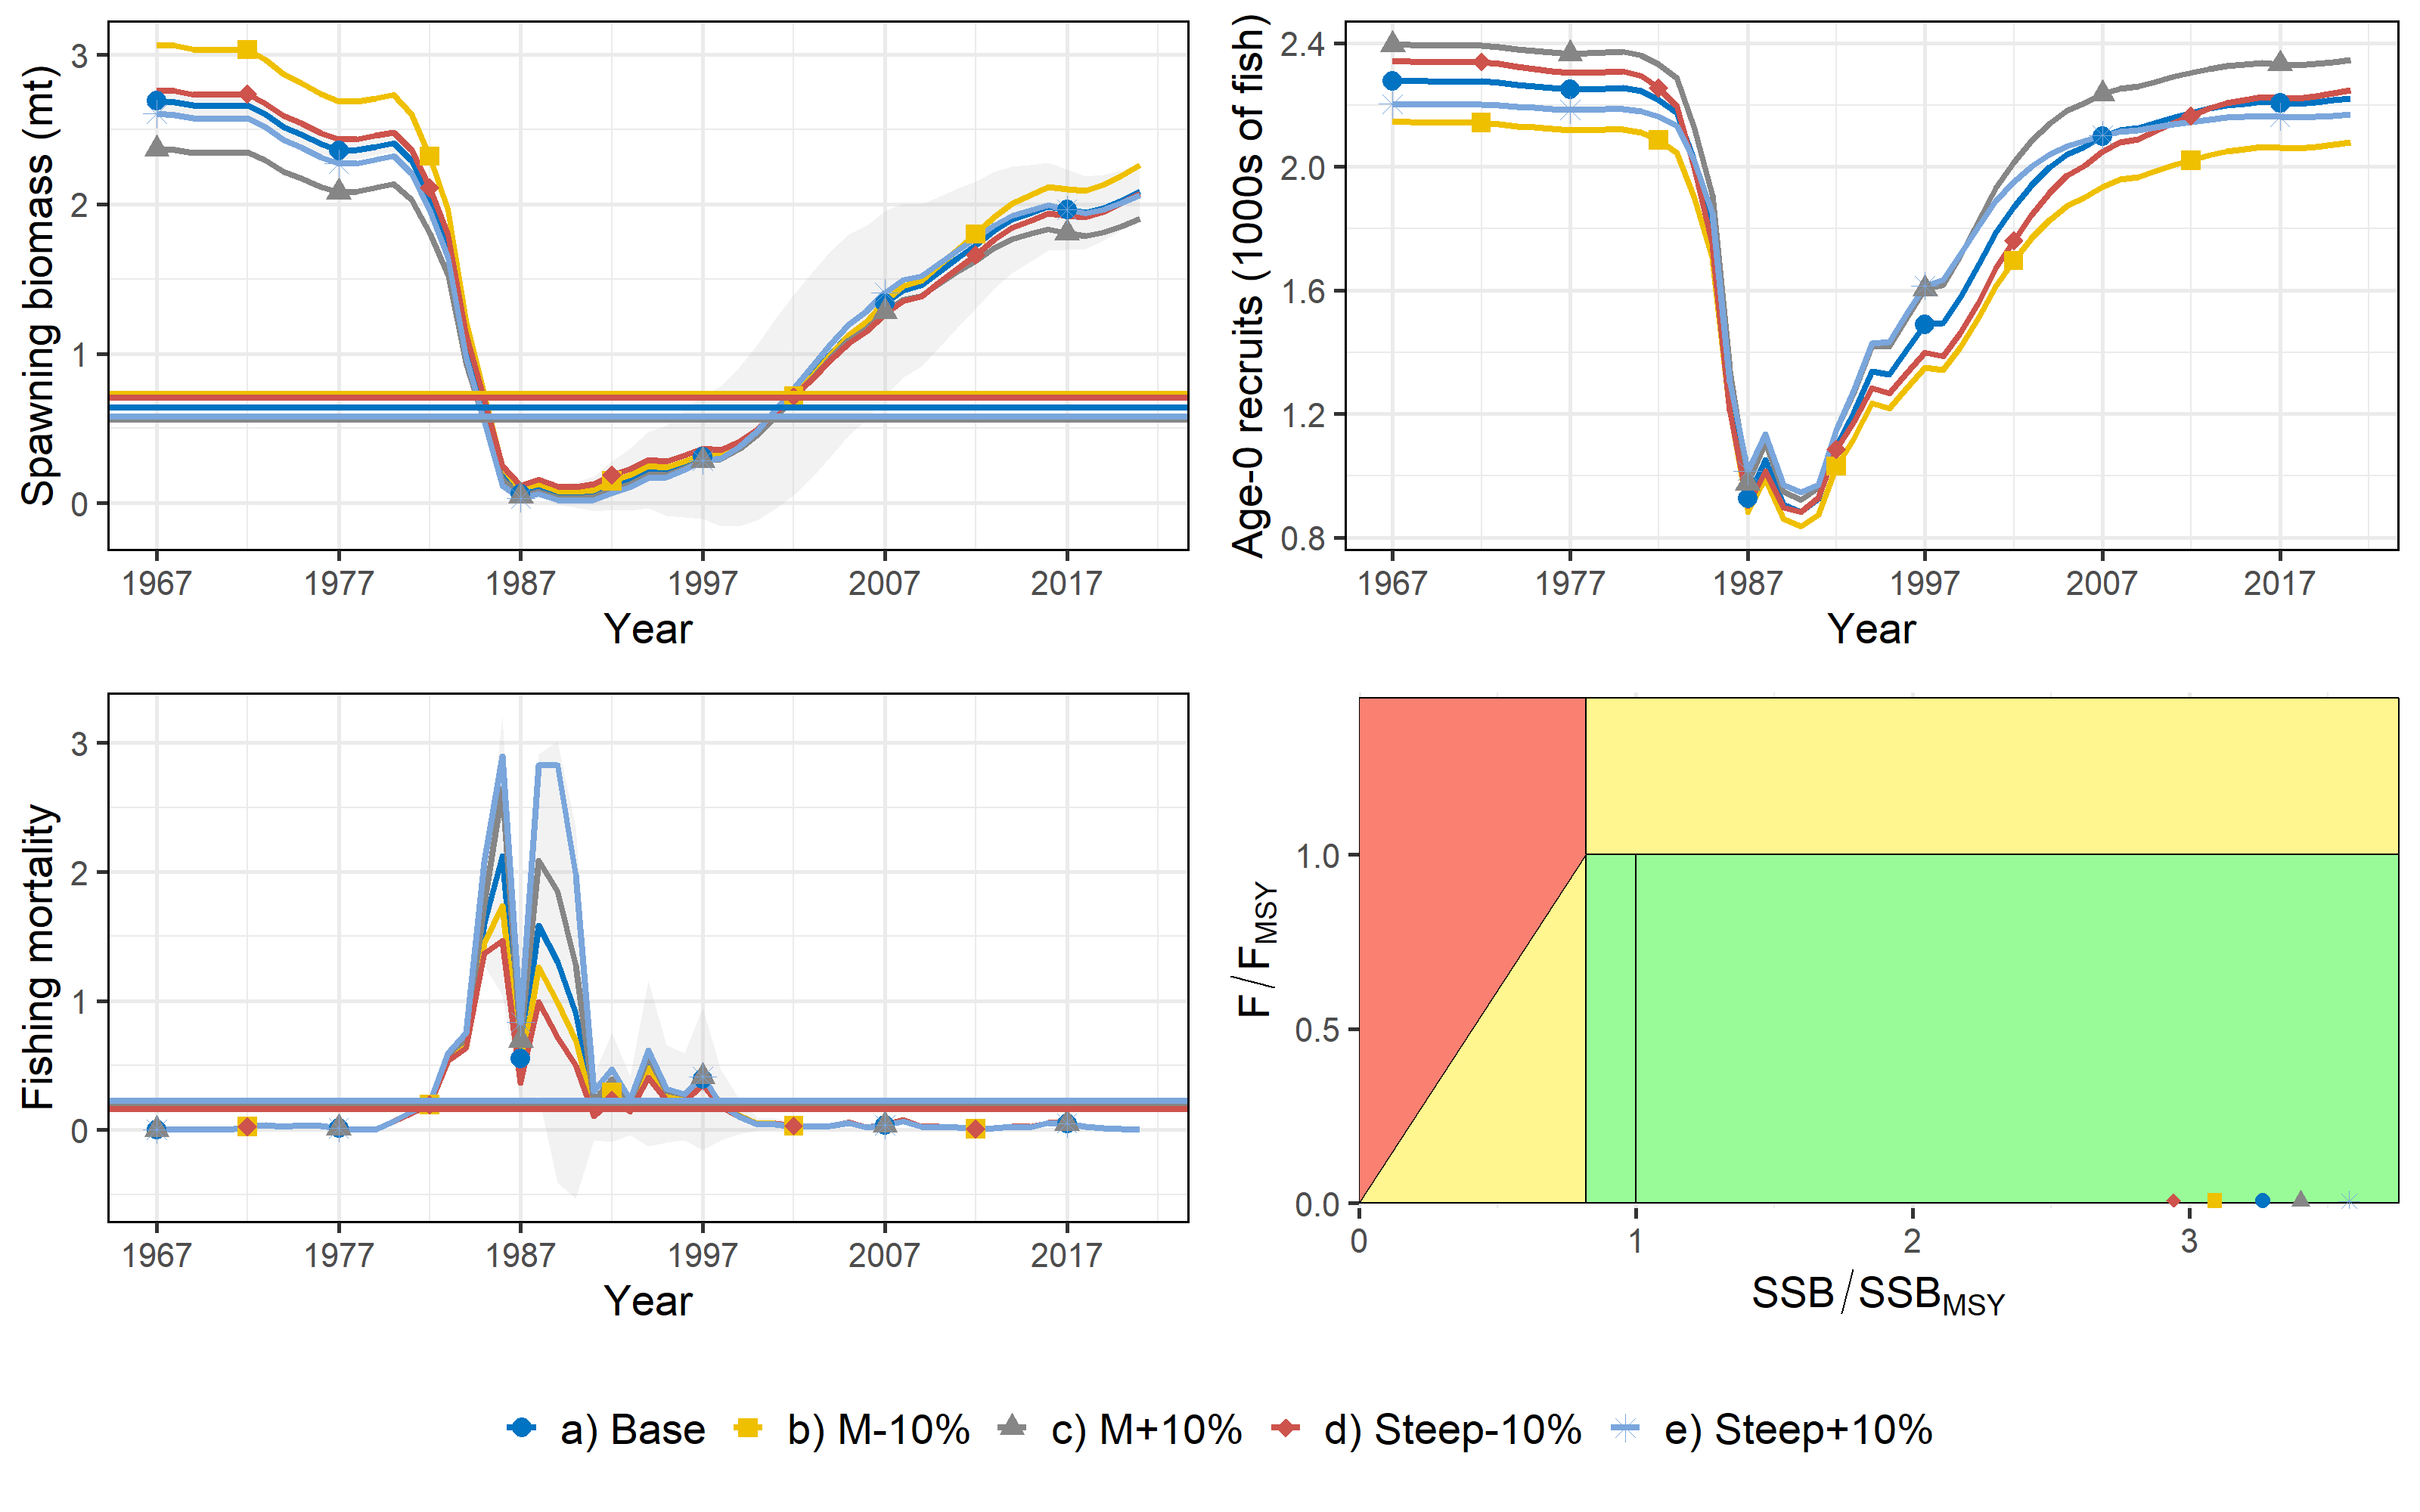 Spawning biomass (mt)
3
2
1
0
1967 1977 1987 1997 2007 2017
Year
Age-0 recruits (1000s of fish)
2.4
2.0
1.6
1.2
0.8
1967 1977 1987 1997 2007 2017
Year
Fishing mortality
3
2
1
0
1967 1977 1987 1997 2007 2017
Year
F/FMSY
1.0
0.5
0.0
0 1 2 3
SSB/SSBMSY
a) Base b) M-10% c) M+10% d) Steep-10% e) Steep+10%